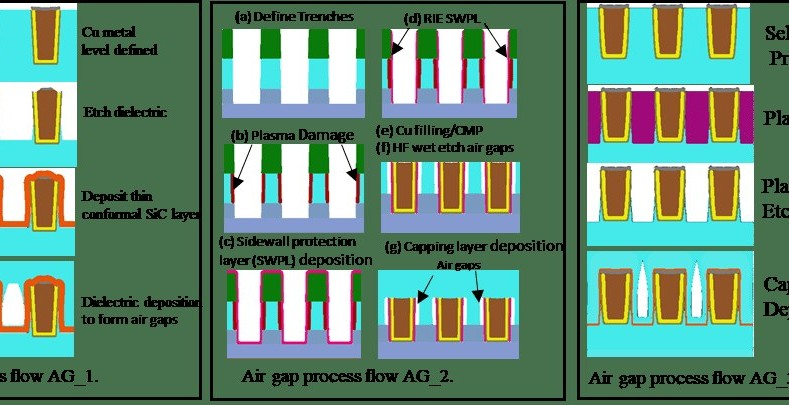 Cu metal
level defined
Etch dielectric
Deposit thin
conformal SiC layer
Dielectric deposition
to form air gaps
flow AG_1.
(a) Define Trenches
(b) Plasma Damage
(c) Sidewall protection
layer (SWPL) deposition
(d) RIE SWPL
(e) Cu filling/CMP
(f) HF wet etch air gaps
(g) Capping layer deposition
Air gaps
Air gap process flow AG_2.
Sel
Pr
Pla
Pla
Etc
Ca
De
Air gap process flow AG_